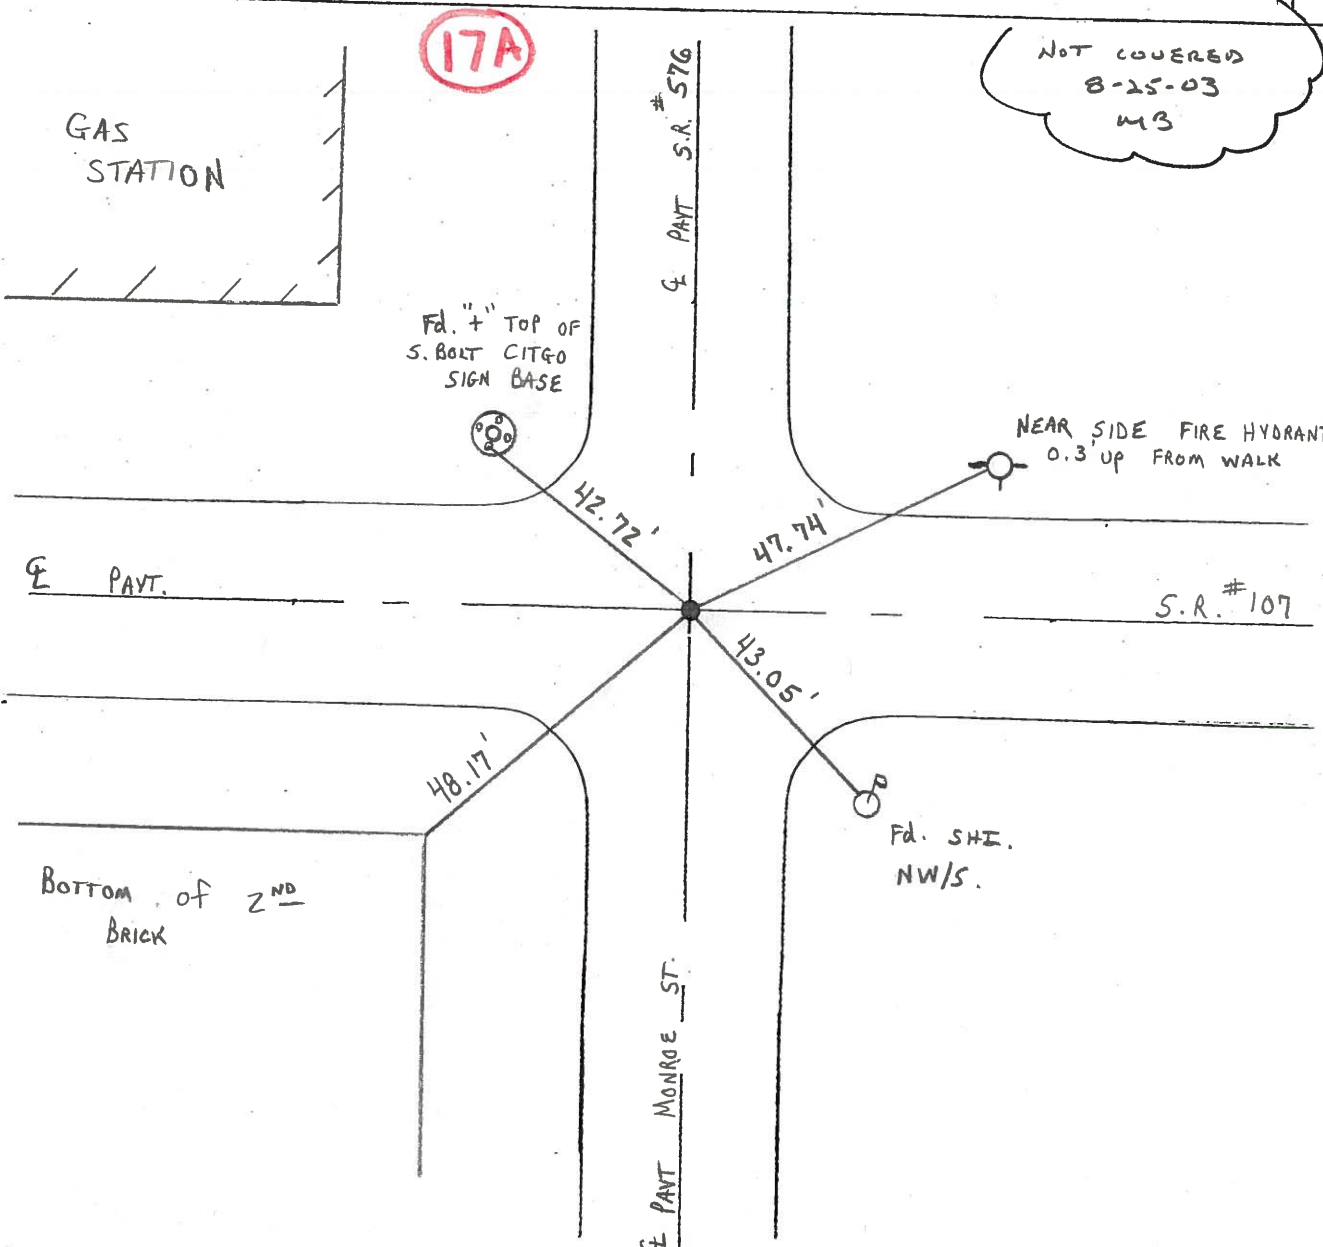 17A
NOT COVERED
8-25-03
MB
GAS
STATION
℄ PAVT S.R. #576
Fd. "+" TOP OF
S. BOLT CITGO
SIGN BASE
NEAR SIDE FIRE HYDRANT
0.3' UP FROM WALK
42.72'
47.74'
℄ PAVT.
S.R. #107
43.05'
48.17'
Fd. SHI.
NW/S.
BOTTOM of 2ND
BRICK
℄ PAVT MONROE ST.